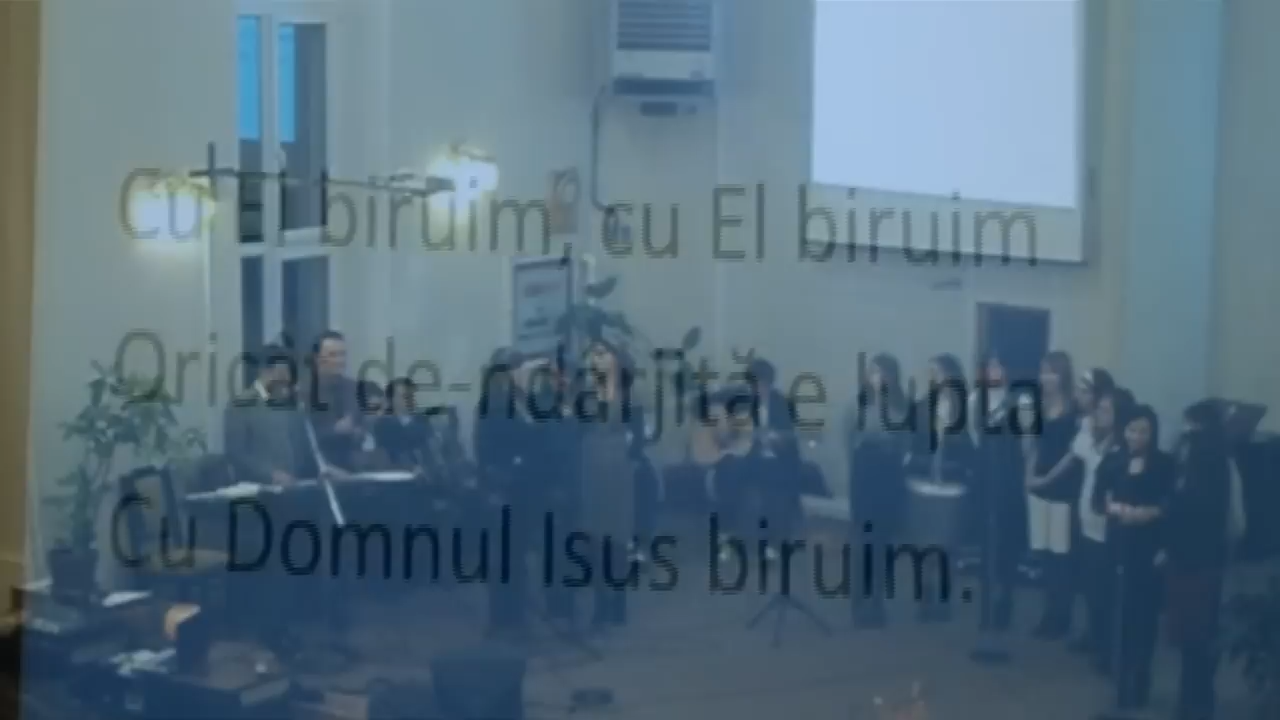 Cu El biruim, cu El biruim
Oricât de-ndârjită e lupta
Cu Domnul Isus biruim.